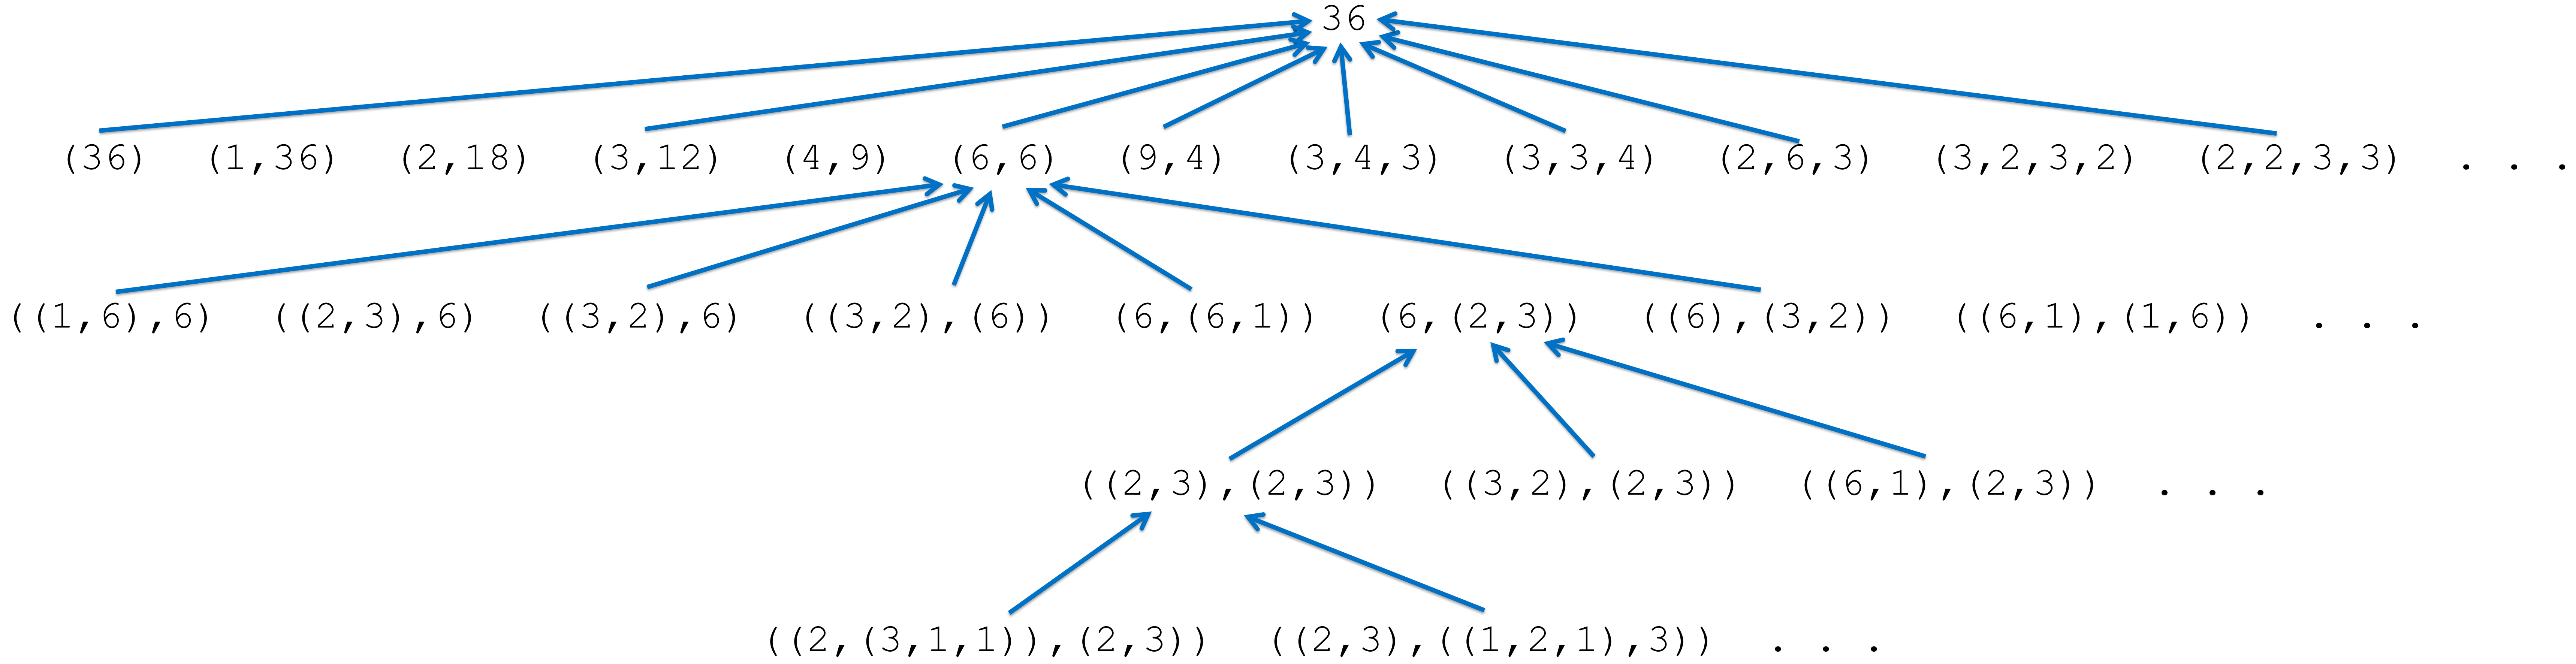 36
(36) (1,36) (2,18) (3,12) (4,9) (6,6) (9,4) (3,4,3) (3,3,4) (2,6,3) (3,2,3,2) (2,2,3,3) . . .
((1,6),6) ((2,3),6) ((3,2),6) ((3,2),(6)) (6,(6,1)) (6,(2,3)) ((6),(3,2)) ((6,1),(1,6)) . . .
((2,3),(2,3)) ((3,2),(2,3)) ((6,1),(2,3)) . . .
((2,(3,1,1)),(2,3)) ((2,3),((1,2,1),3)) . . .